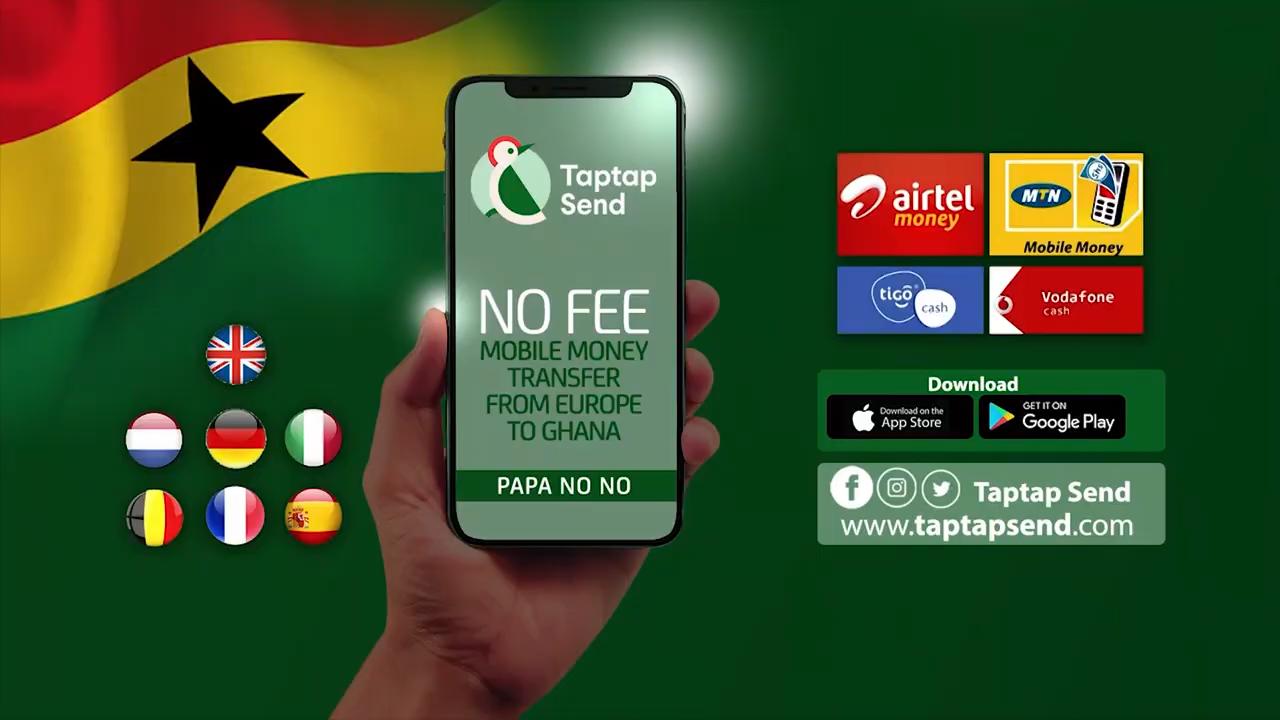 Taptap
Send
NO FEE
MOBILE MONEY
TRANSFER
FROM EUROPE
TO GHANA
PAPA NO NO
airtel
money
MTN
Mobile Money
tigo
cash
Vodafone
cash
Download
Download on the
App Store
GET IT ON
Google Play
Taptap Send
www.taptapsend.com